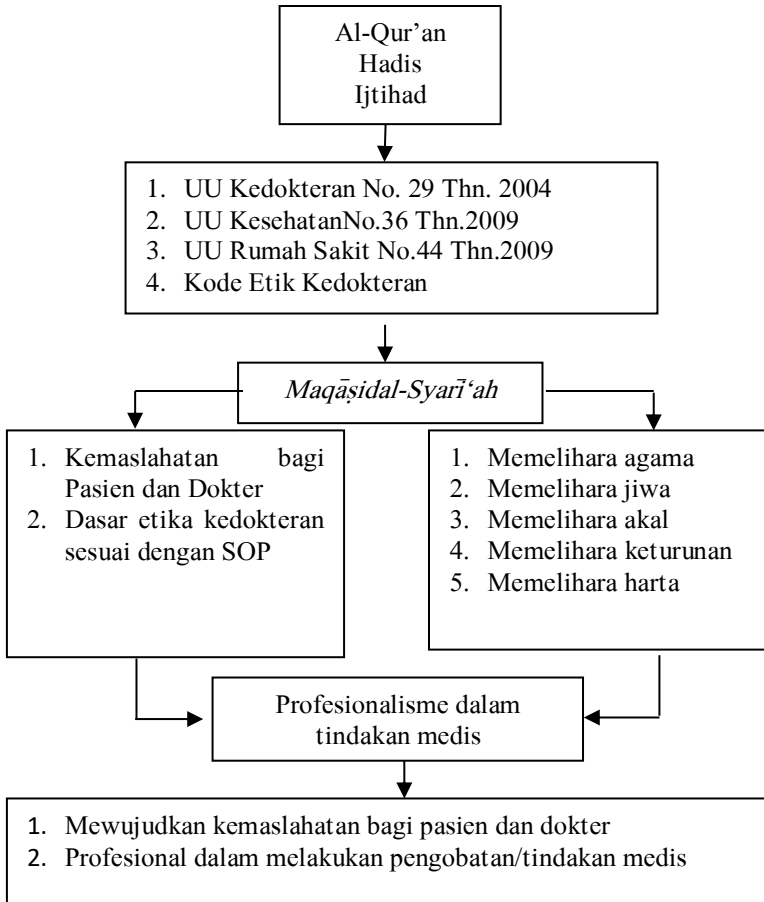 Al-Qur’an
Hadis
Ijtihad
1. UU Kedokteran No. 29 Thn. 2004
2. UU KesehatanNo.36 Thn.2009
3. UU Rumah Sakit No.44 Thn.2009
4. Kode Etik Kedokteran
Maqāṣidal-Syarī‘ah
1. Kemaslahatan bagi
Pasien dan Dokter
2. Dasar etika kedokteran
sesuai dengan SOP
1. Memelihara agama
2. Memelihara jiwa
3. Memelihara akal
4. Memelihara keturunan
5. Memelihara harta
Profesionalisme dalam
tindakan medis
1. Mewujudkan kemaslahatan bagi pasien dan dokter
2. Profesional dalam melakukan pengobatan/tindakan medis